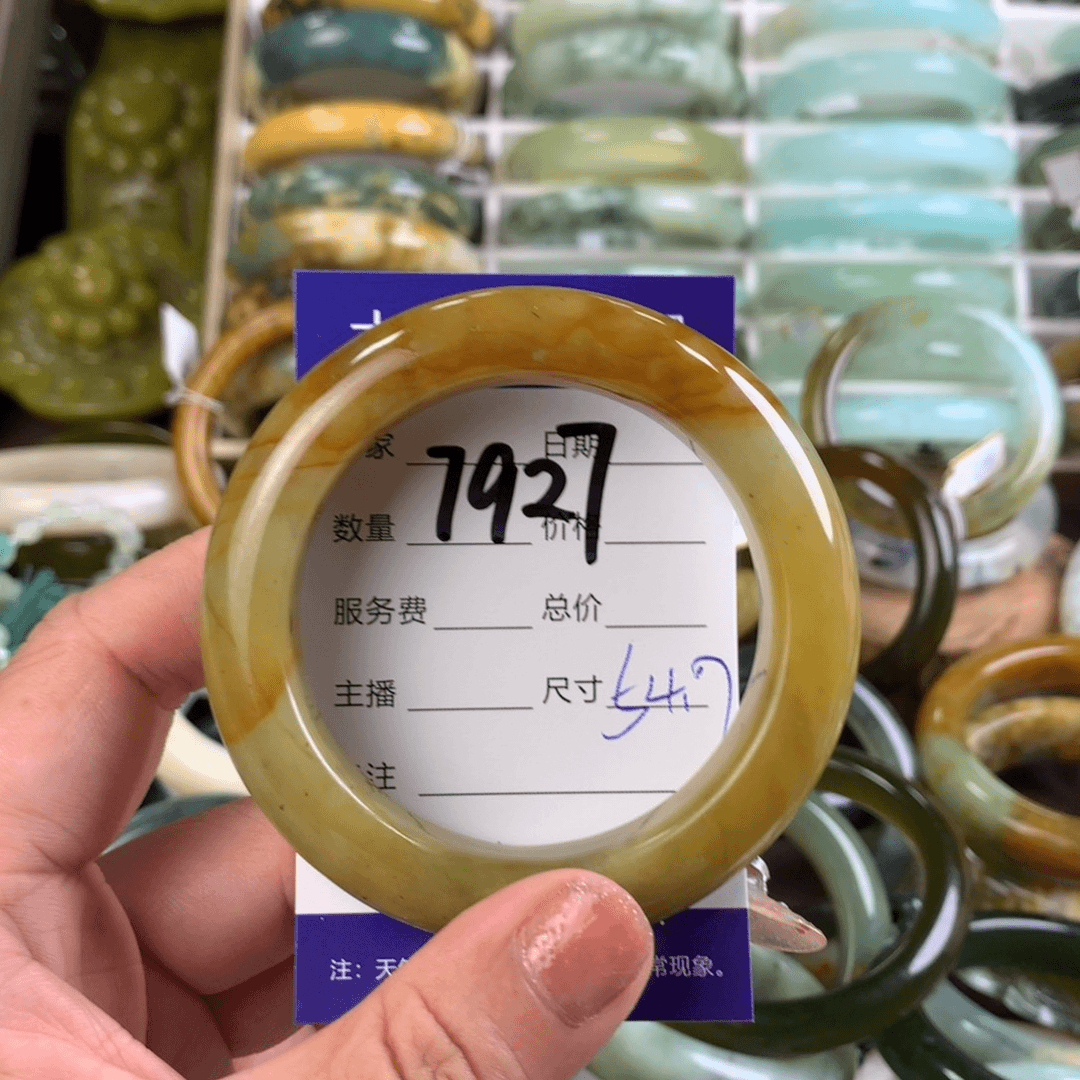 家 7927 日期
数量 价格
服务费 总价
主播 尺寸 54.7
注
注：天 常现象。